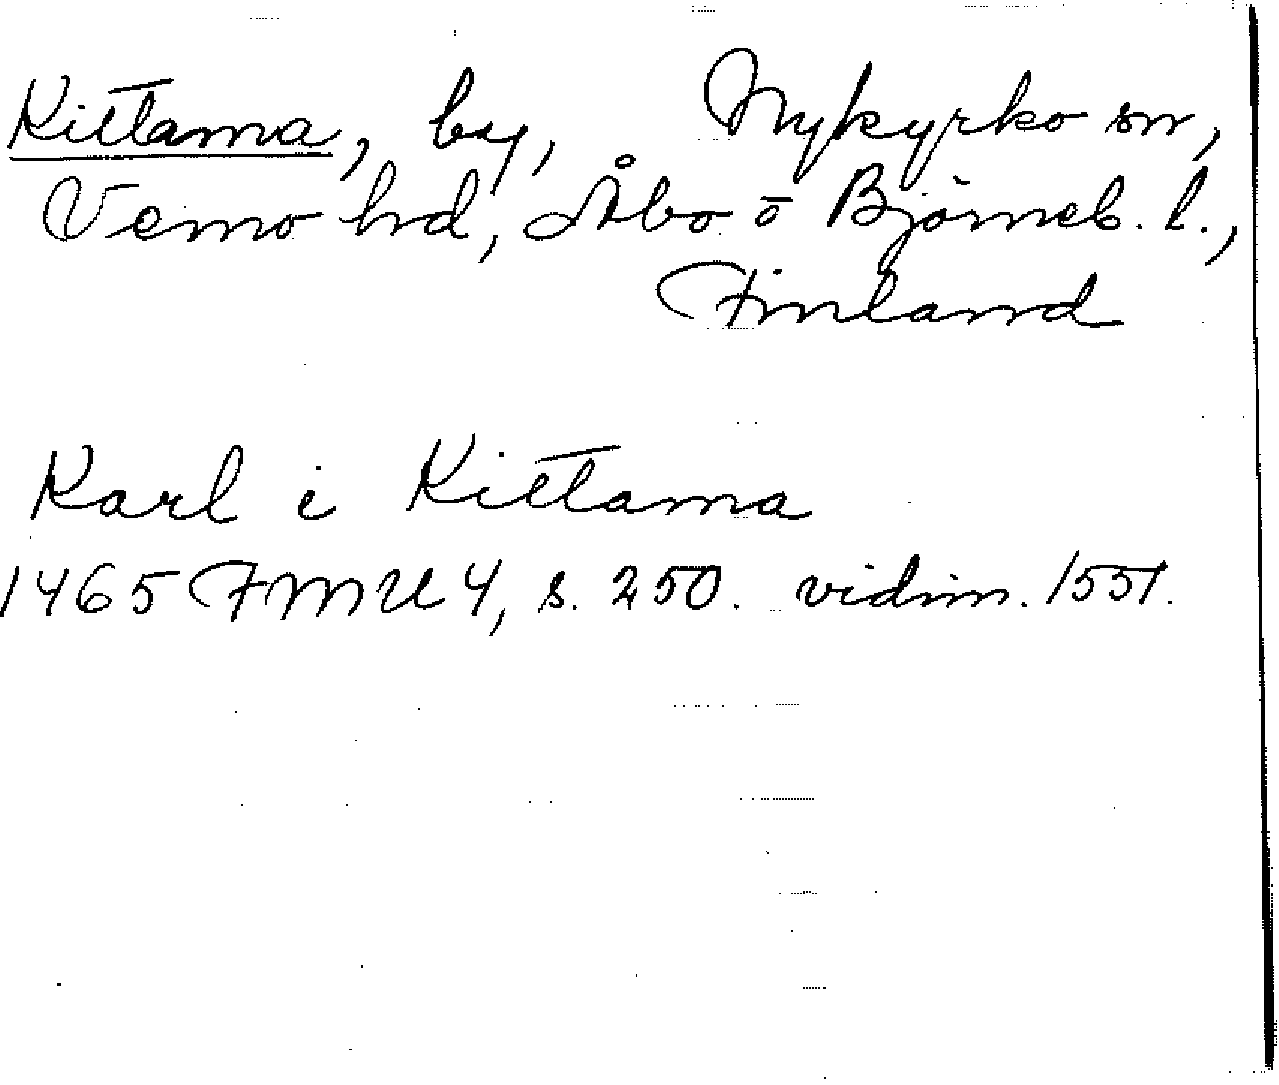 Kittama, by, Nykyrko sn,
Vemo hd, Åbo o Björneb. l.,
Finland
Karl i Kittama
1465 FMU 4, s. 250. vidim. 1551.